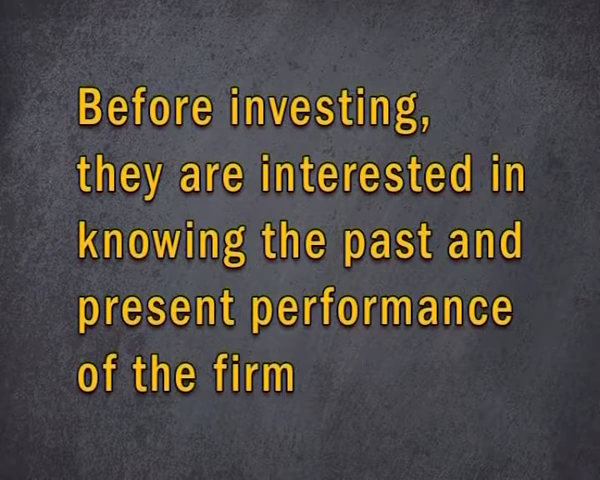 Before investing,
they are interested in
knowing the past and
present performance
of the firm